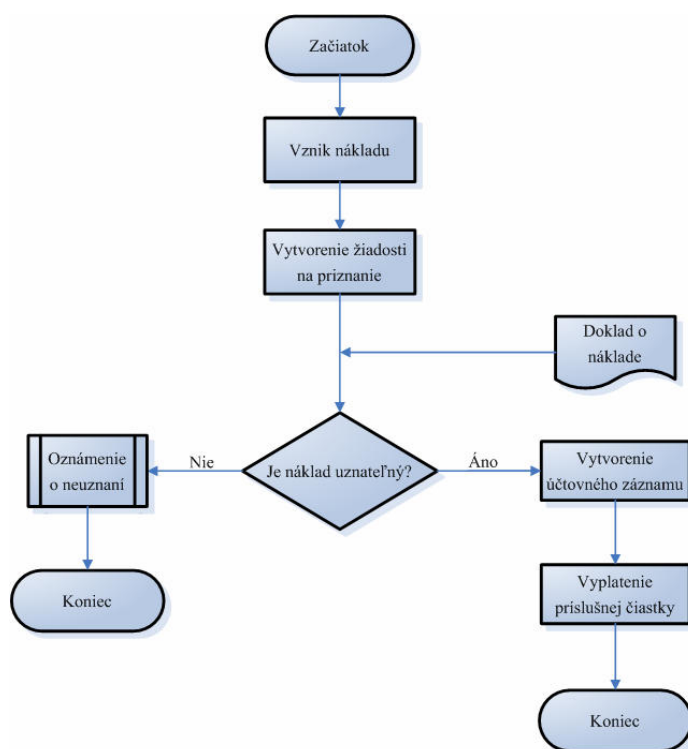 Začiatok
Vznik nákladu
Vytvorenie žiadosti
na priznanie
Doklad o
náklade
Je náklad uznateľný?
Nie
Áno
Oznámenie
o neuznaní
Vytvorenie
účtovného záznamu
Koniec
Vyplatenie
príslušnej čiastky
Koniec